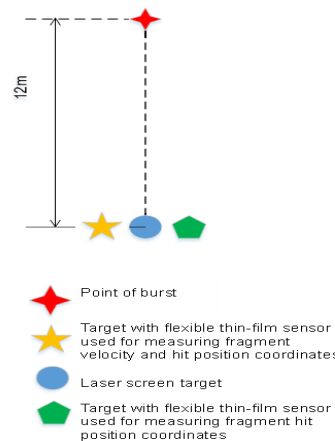 12m
Point of burst
Target with flexible thin-film sensor
used for measuring fragment
velocity and hit position coordinates
Laser screen target
Target with flexible thin-film sensor
used for measuring fragment hit
position coordinates